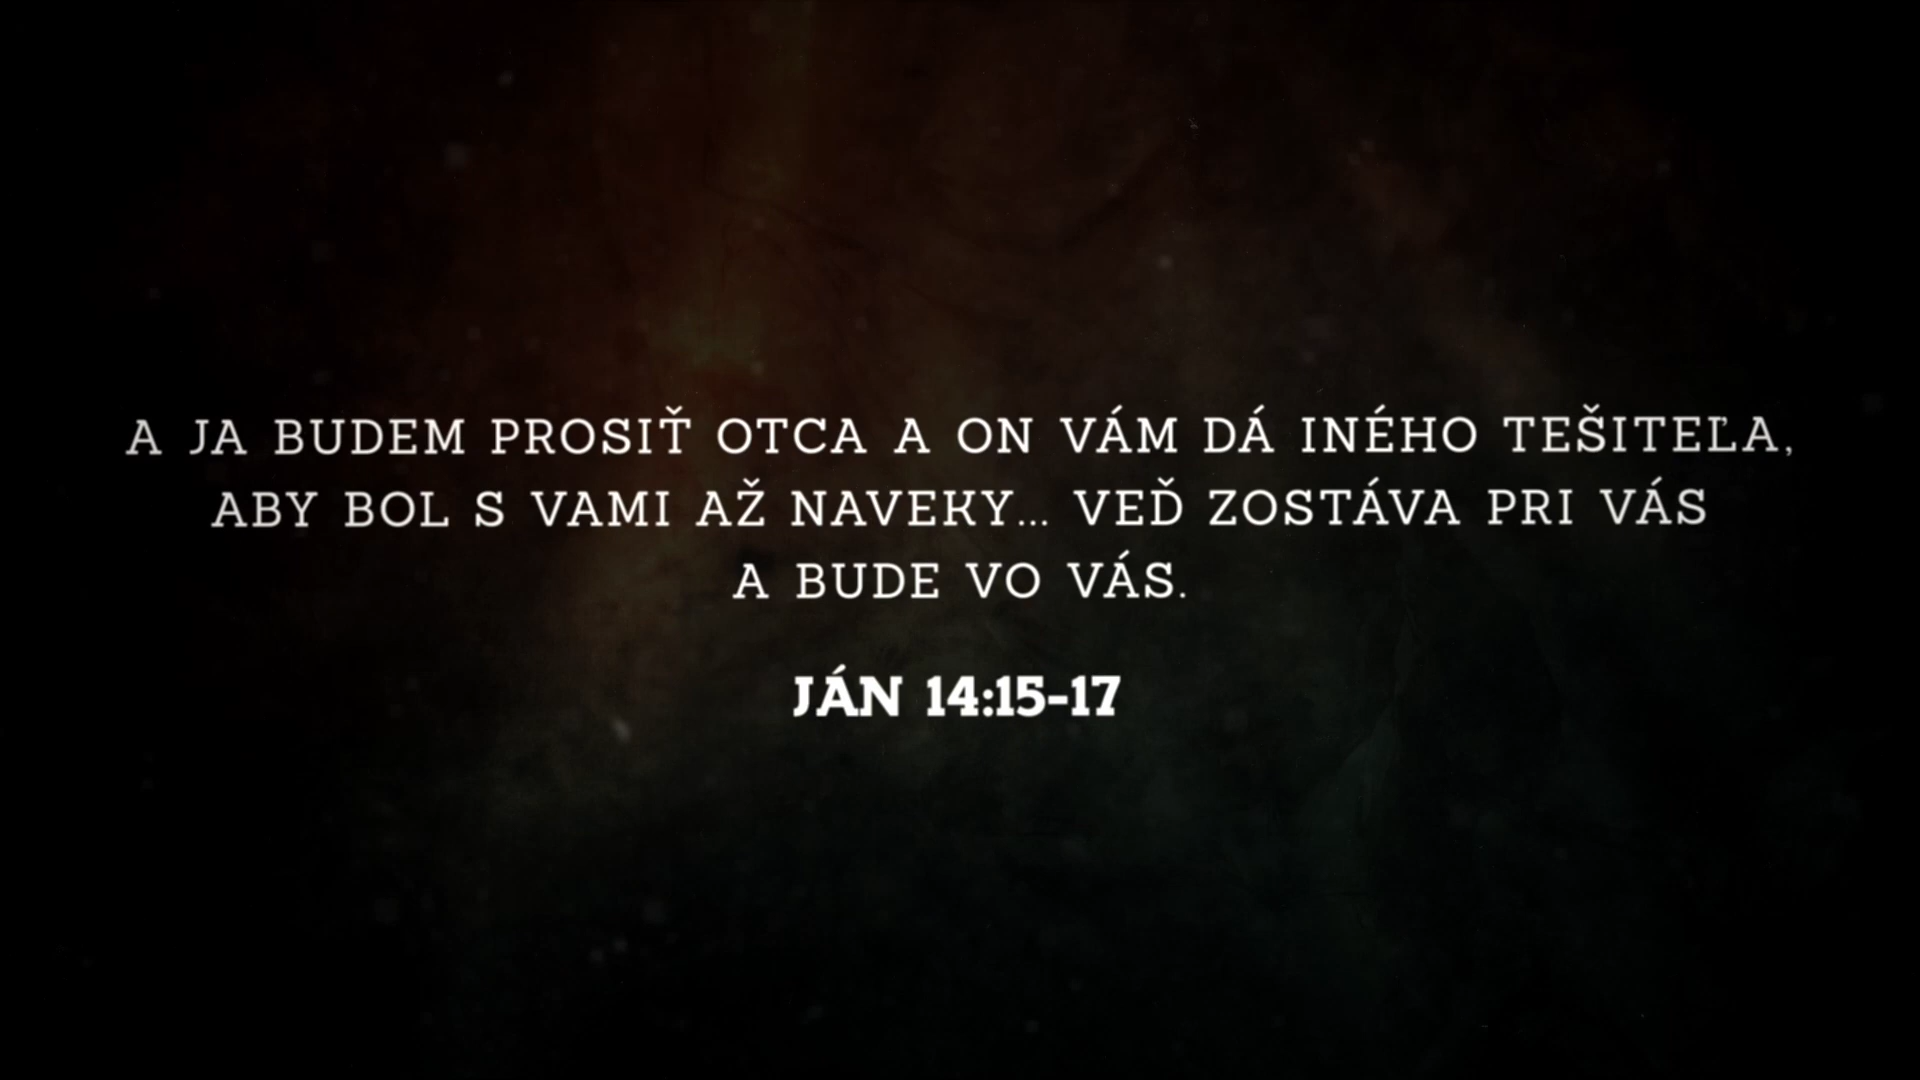 A JA BUDEM PROSIŤ OTCA A ON VÁM DÁ INÉHO TEŠITEĽA,
ABY BOL S VAMI AŽ NAVEKY... VEĎ ZOSTÁVA PRI VÁS
A BUDE VO VÁS.
JÁN 14:15-17